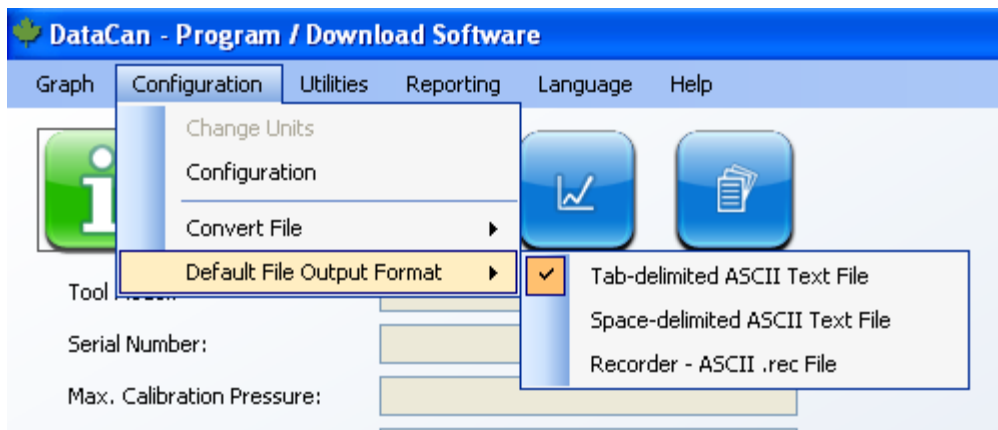 DataCan - Program / Download Software
Graph Configuration Utilities Reporting Language Help
Change Units
Configuration
Convert File
Default File Output Format
Tab-delimited ASCII Text File
Space-delimited ASCII Text File
Recorder - ASCII .rec File
Tool
Serial Number:
Max. Calibration Pressure: